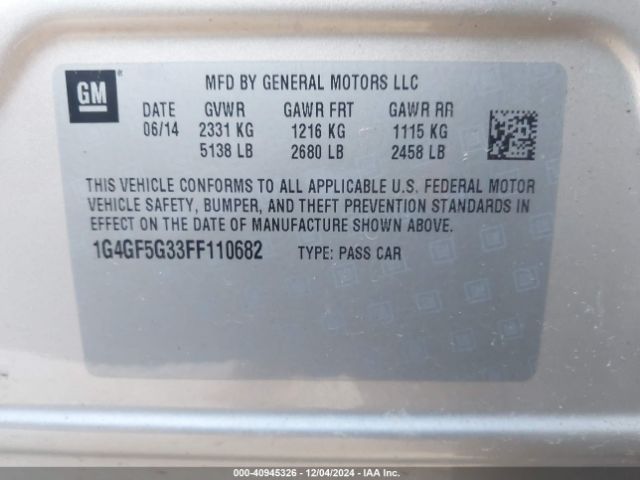 GM ®
MFD BY GENERAL MOTORS LLC
DATE GVWR GAWR FRT GAWR RR
06/14 2331 KG 1216 KG 1115 KG
5138 LB 2680 LB 2458 LB
THIS VEHICLE CONFORMS TO ALL APPLICABLE U.S. FEDERAL MOTOR
VEHICLE SAFETY, BUMPER, AND THEFT PREVENTION STANDARDS IN
EFFECT ON THE DATE OF MANUFACTURE SHOWN ABOVE.
1G4GF5G33FF110682 TYPE: PASS CAR
000-40945326 - 12/04/2024 - IAA Inc.